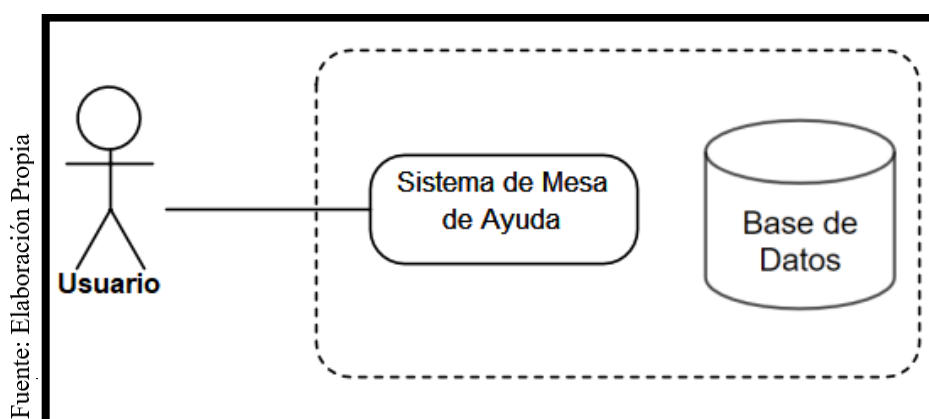 Fuente: Elaboración Propia
Usuario
Sistema de Mesa
de Ayuda
Base de
Datos